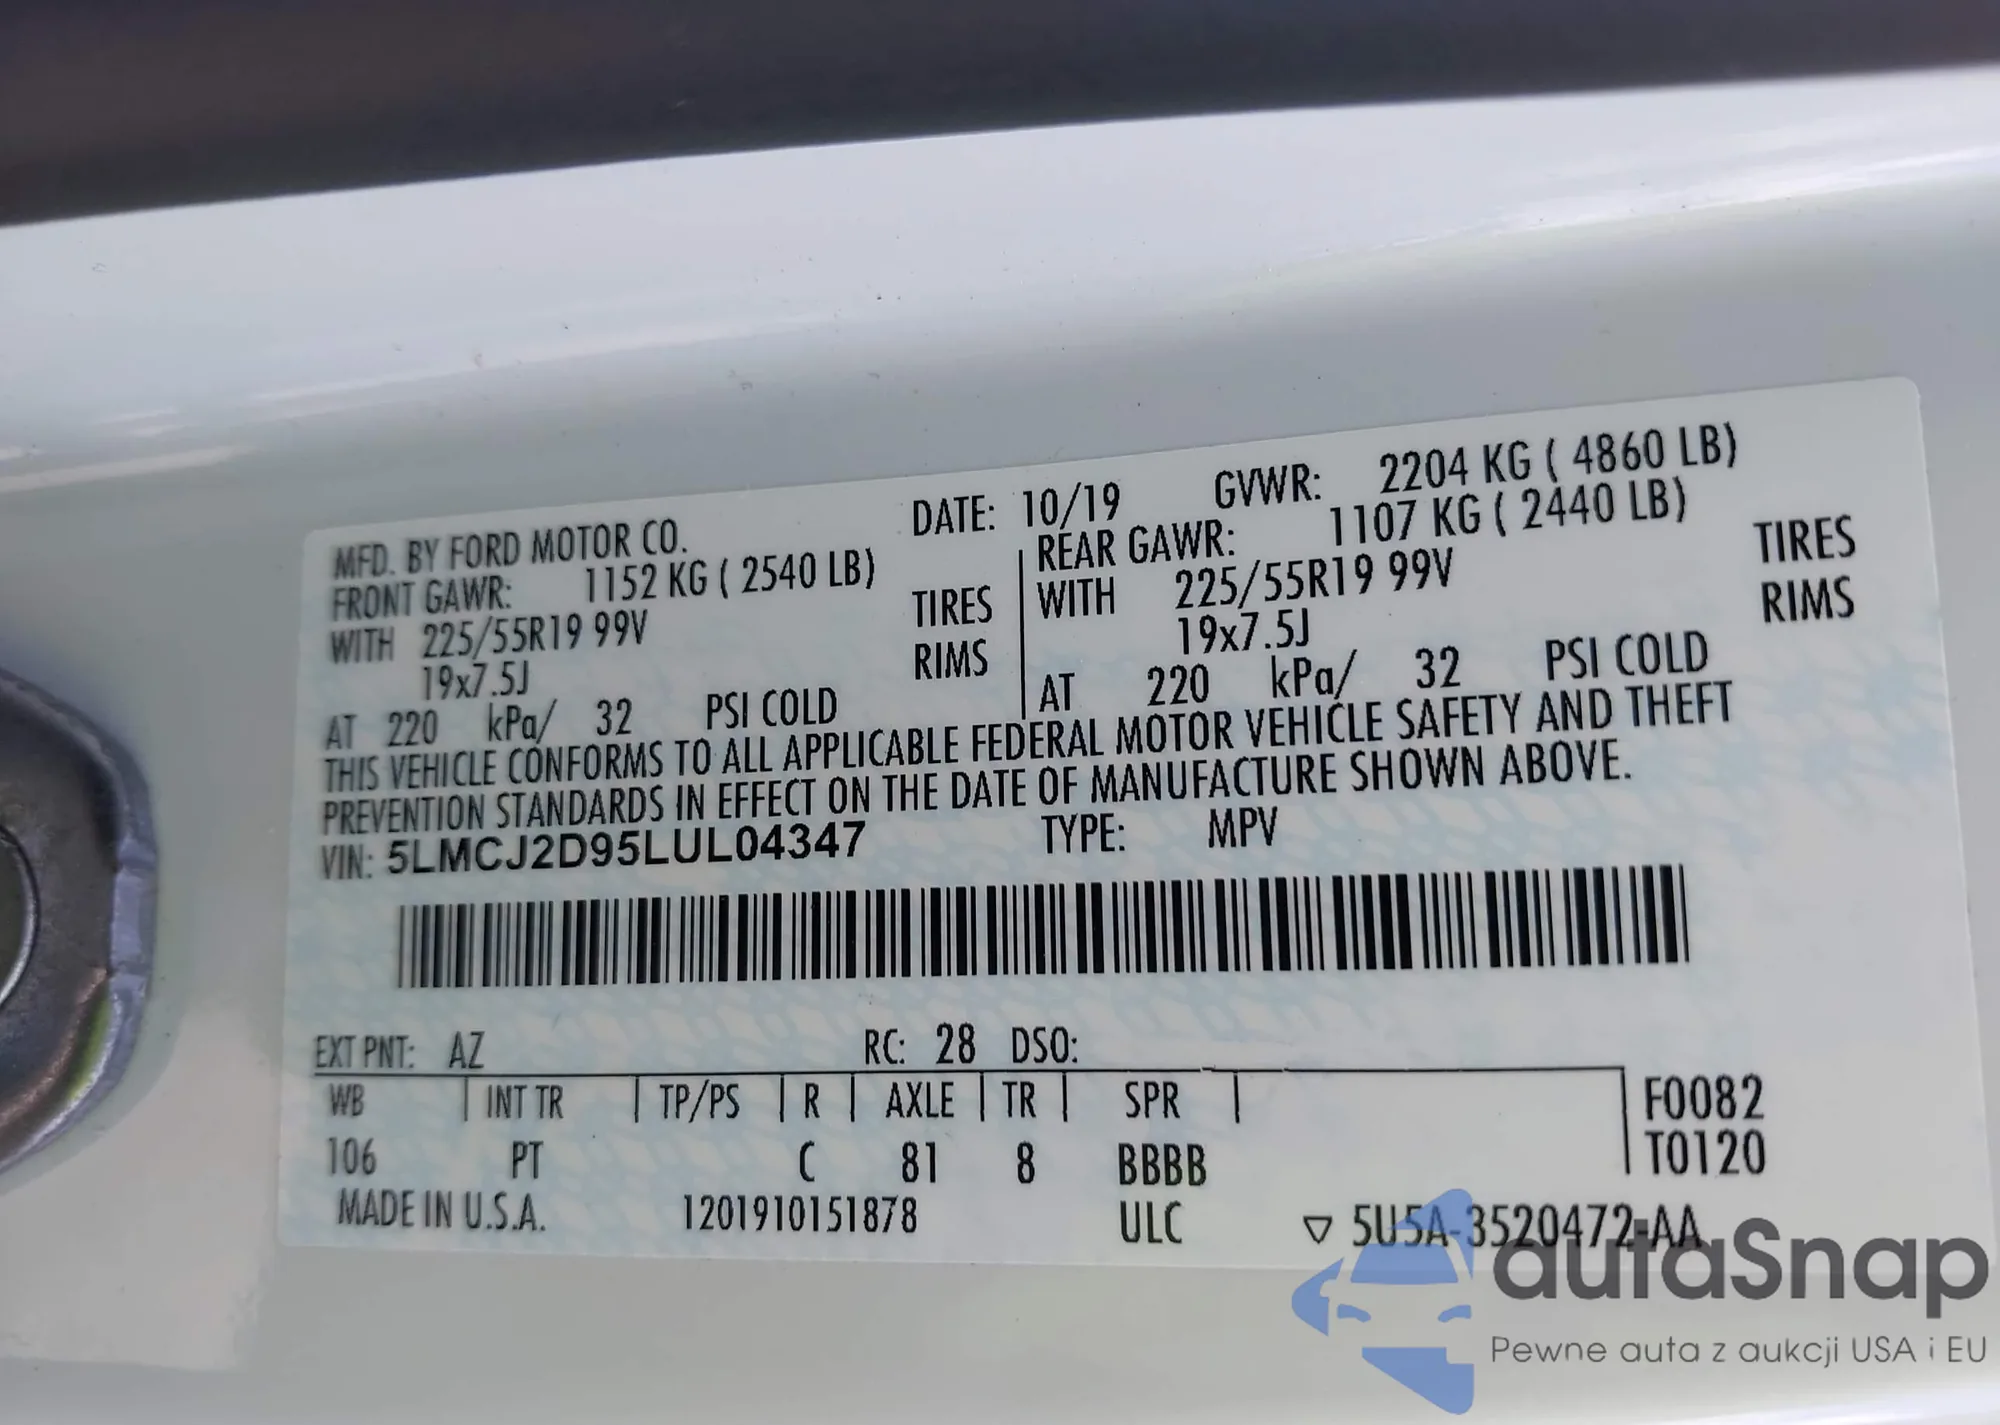 MFD. BY FORD MOTOR CO. DATE: 10/19 GVWR: 2204 KG ( 4860 LB)
FRONT GAWR: 1152 KG ( 2540 LB) REAR GAWR: 1107 KG ( 2440 LB)
WITH 225/55R19 99V TIRES WITH 225/55R19 99V TIRES
19x7.5J RIMS 19x7.5J RIMS
AT 220 kPa/ 32 PSI COLD AT 220 kPa/ 32 PSI COLD
THIS VEHICLE CONFORMS TO ALL APPLICABLE FEDERAL MOTOR VEHICLE SAFETY AND THEFT
PREVENTION STANDARDS IN EFFECT ON THE DATE OF MANUFACTURE SHOWN ABOVE.
VIN: 5LMCJ2D95LUL04347 TYPE: MPV
EXT PNT: AZ RC: 28 DSO:
WB INT TR TP/PS R AXLE TR SPR F0082
106 PT C 81 8 BBBB T0120
MADE IN U.S.A. 1201910151878 ULC ▽ 5U5A-3520472-AA
autaSnap
Pewne auta z aukcji USA i EU